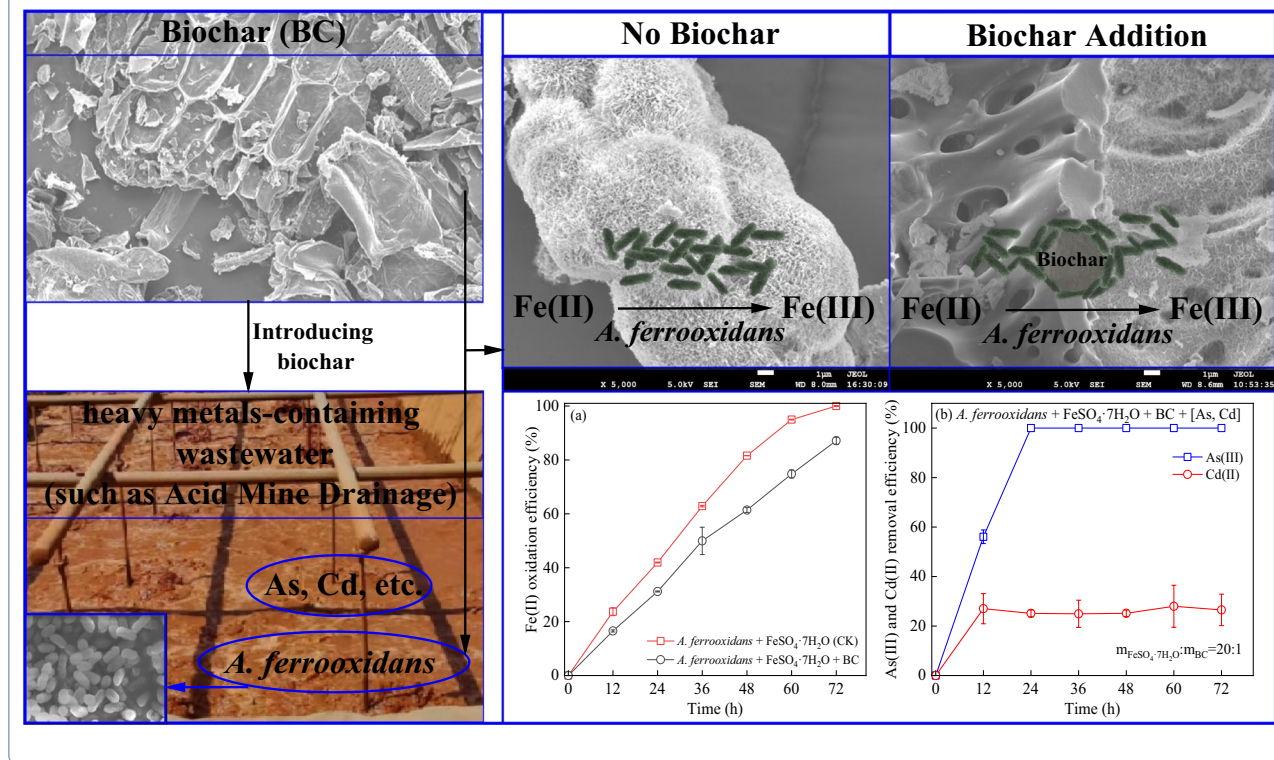 Biochar (BC)
Introducing
biochar
heavy metals-containing
wastewater
(such as Acid Mine Drainage)
As, Cd, etc.
A. ferrooxidans
No Biochar
Fe(II)
Fe(III)
A. ferrooxidans
1μm JEOL
X 5,000 5.0kV SEI SEM WD 8.0mm 16:30:09
Biochar Addition
Biochar
Fe(II)
Fe(III)
A. ferrooxidans
1μm JEOL
X 5,000 5.0kV SEI SEM WD 8.6mm 10:53:35
(a)
Fe(II) oxidation efficiency (%)
100
80
60
40
20
0
A. ferrooxidans + FeSO₄·7H₂O (CK)
A. ferrooxidans + FeSO₄·7H₂O + BC
0 12 24 36 48 60 72
Time (h)
(b) A. ferrooxidans + FeSO₄·7H₂O + BC + [As, Cd]
As(III) and Cd(II) removal efficiency (%)
100
80
60
40
20
0
As(III)
Cd(II)
m_FeSO₄·7H₂O:m_BC=20:1
0 12 24 36 48 60 72
Time (h)